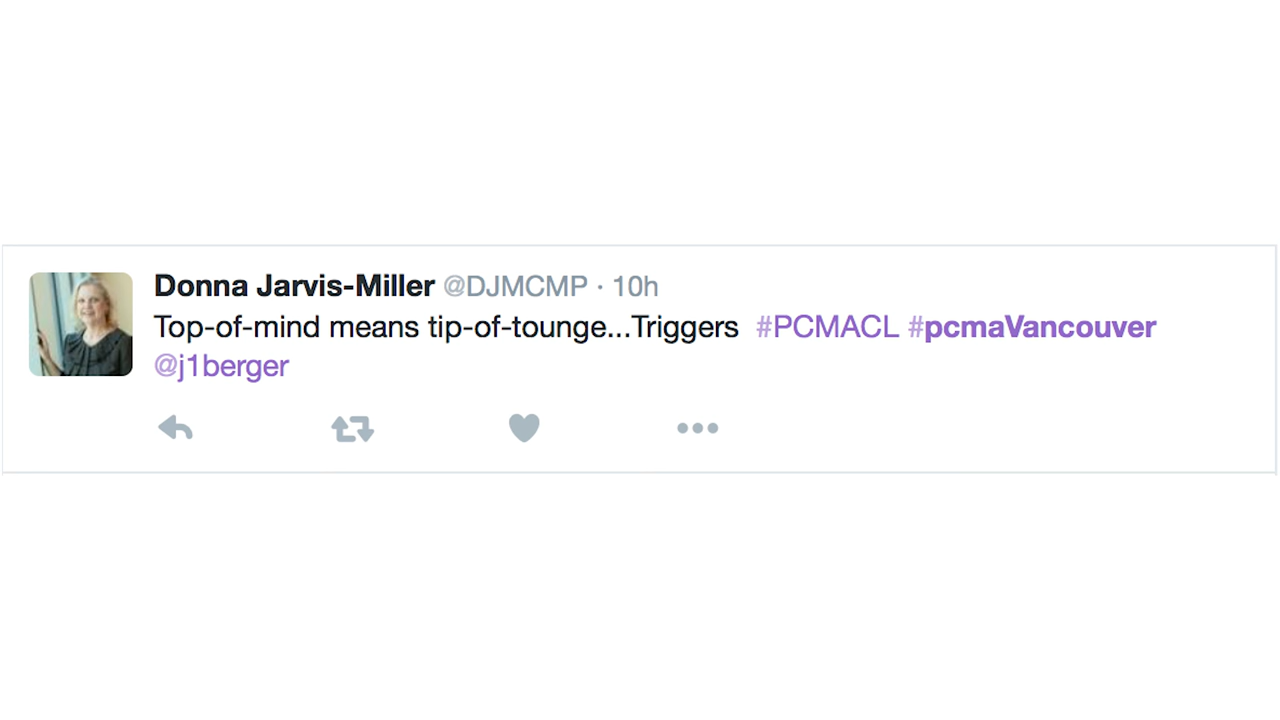 Donna Jarvis-Miller @DJMCMP · 10h
Top-of-mind means tip-of-tounge...Triggers #PCMACL #pcmaVancouver
@j1berger